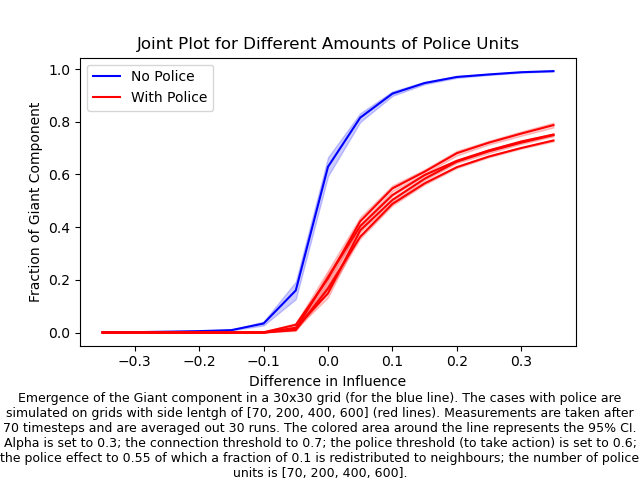 Joint Plot for Different Amounts of Police Units
1.0
0.8
0.6
0.4
0.2
0.0
Fraction of Giant Component
No Police
With Police
−0.3 −0.2 −0.1 0.0 0.1 0.2 0.3
Difference in Influence
Emergence of the Giant component in a 30x30 grid (for the blue line). The cases with police are
simulated on grids with side lentgh of [70, 200, 400, 600] (red lines). Measurements are taken after
70 timesteps and are averaged out 30 runs. The colored area around the line represents the 95% CI.
Alpha is set to 0.3; the connection threshold to 0.7; the police threshold (to take action) is set to 0.6;
the police effect to 0.55 of which a fraction of 0.1 is redistributed to neighbours; the number of police
units is [70, 200, 400, 600].